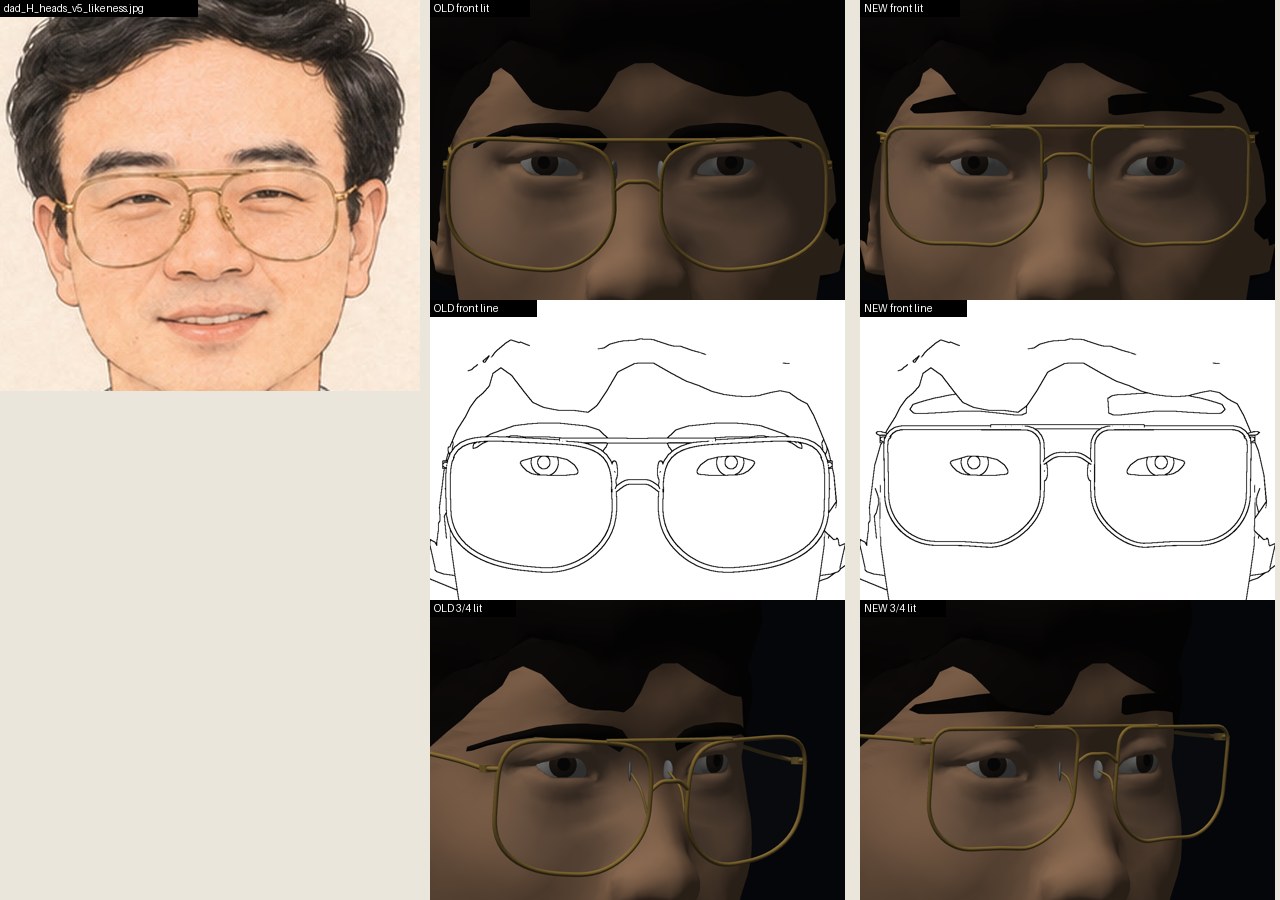 dad_H_heads_v5_likeness.jpg
OLD front lit
NEW front lit
OLD front line
NEW front line
OLD 3/4 lit
NEW 3/4 lit